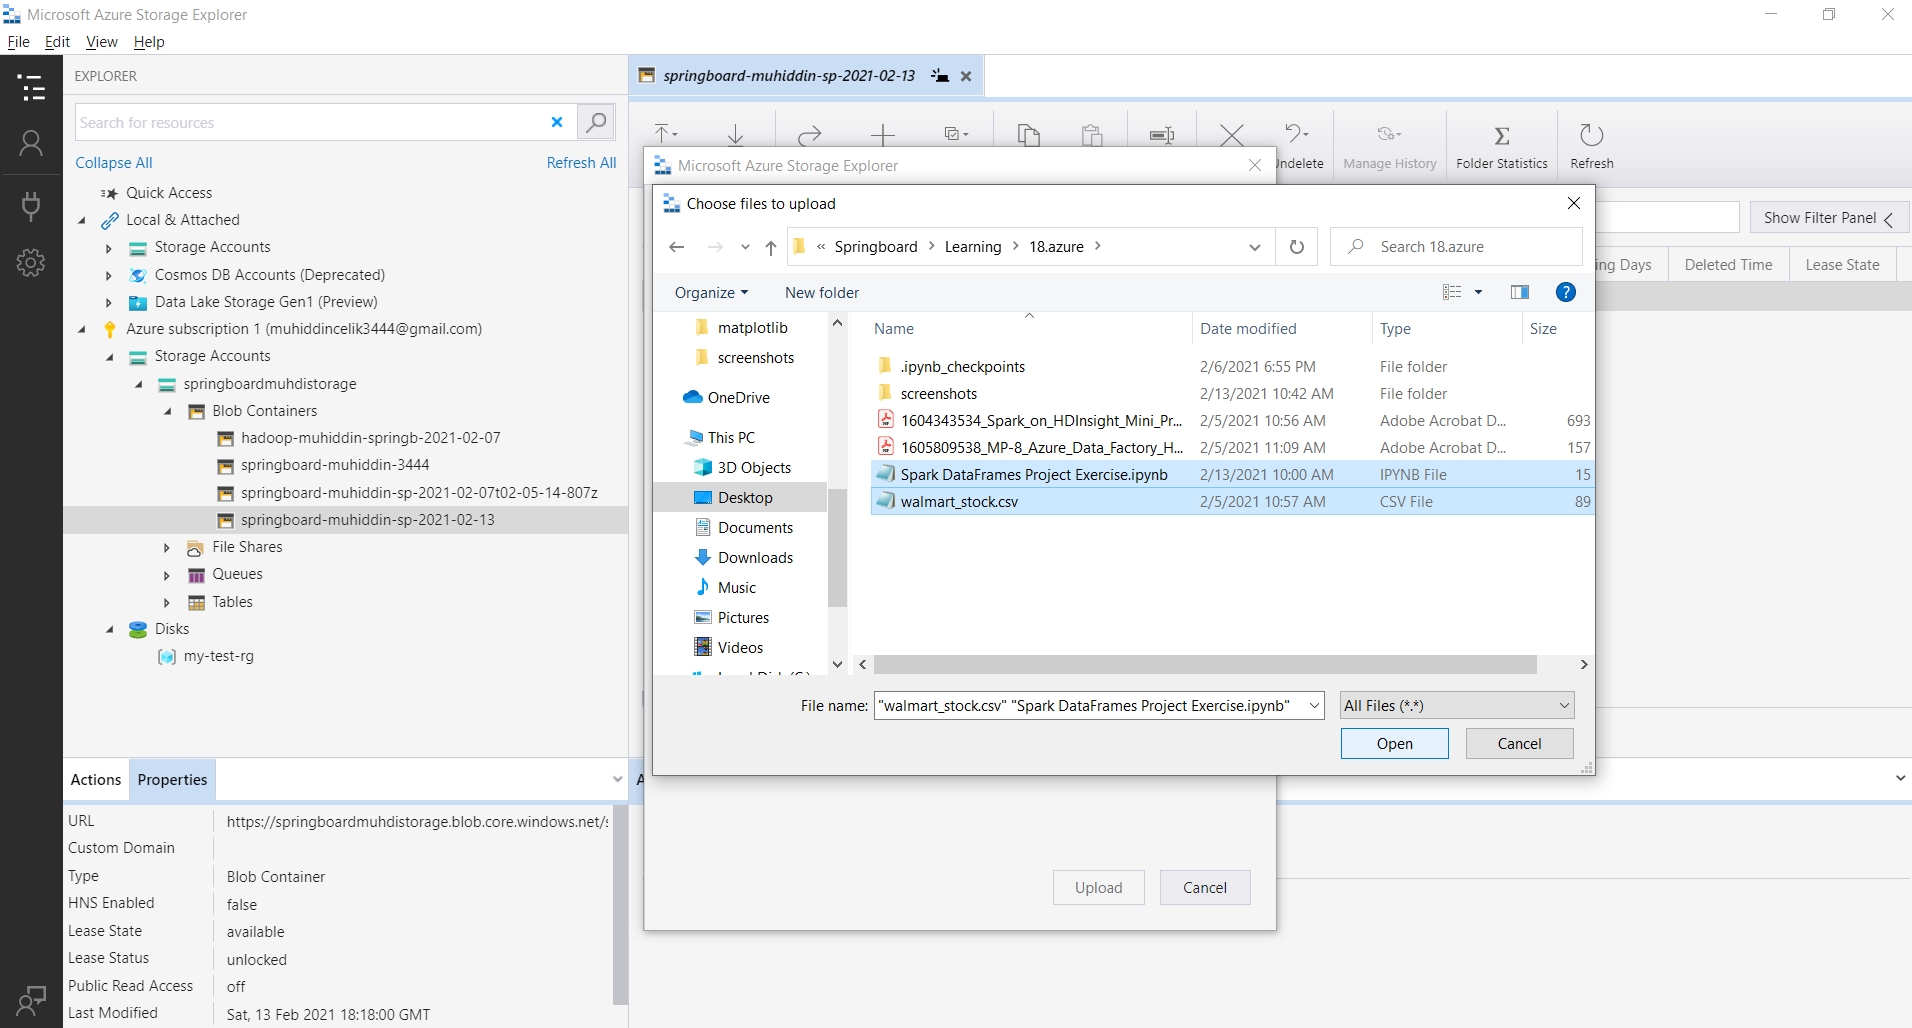 Microsoft Azure Storage Explorer
File Edit View Help
EXPLORER
Search for resources
Collapse All Refresh All
Quick Access
Local & Attached
Storage Accounts
Cosmos DB Accounts (Deprecated)
Data Lake Storage Gen1 (Preview)
Azure subscription 1 (muhiddincelik3444@gmail.com)
Storage Accounts
springboardmuhdistorage
Blob Containers
hadoop-muhiddin-springb-2021-02-07
springboard-muhiddin-3444
springboard-muhiddin-sp-2021-02-07t02-05-14-807z
springboard-muhiddin-sp-2021-02-13
File Shares
Queues
Tables
Disks
my-test-rg
Actions Properties
URL https://springboardmuhdistorage.blob.core.windows.net/s
Custom Domain
Type Blob Container
HNS Enabled false
Lease State available
Lease Status unlocked
Public Read Access off
Last Modified Sat, 13 Feb 2021 18:18:00 GMT
springboard-muhiddin-sp-2021-02-13
Undelete Manage History Folder Statistics Refresh
Show Filter Panel
ing Days Deleted Time Lease State
Microsoft Azure Storage Explorer
Choose files to upload
« Springboard > Learning > 18.azure >
Search 18.azure
Organize New folder
matplotlib
screenshots
OneDrive
This PC
3D Objects
Desktop
Documents
Downloads
Music
Pictures
Videos
Name Date modified Type Size
.ipynb_checkpoints 2/6/2021 6:55 PM File folder
screenshots 2/13/2021 10:42 AM File folder
1604343534_Spark_on_HDInsight_Mini_Pr... 2/5/2021 10:56 AM Adobe Acrobat D... 693
1605809538_MP-8_Azure_Data_Factory_H... 2/5/2021 11:09 AM Adobe Acrobat D... 157
Spark DataFrames Project Exercise.ipynb 2/13/2021 10:00 AM IPYNB File 15
walmart_stock.csv 2/5/2021 10:57 AM CSV File 89
File name: "walmart_stock.csv" "Spark DataFrames Project Exercise.ipynb" All Files (*.*)
Open Cancel
Upload Cancel